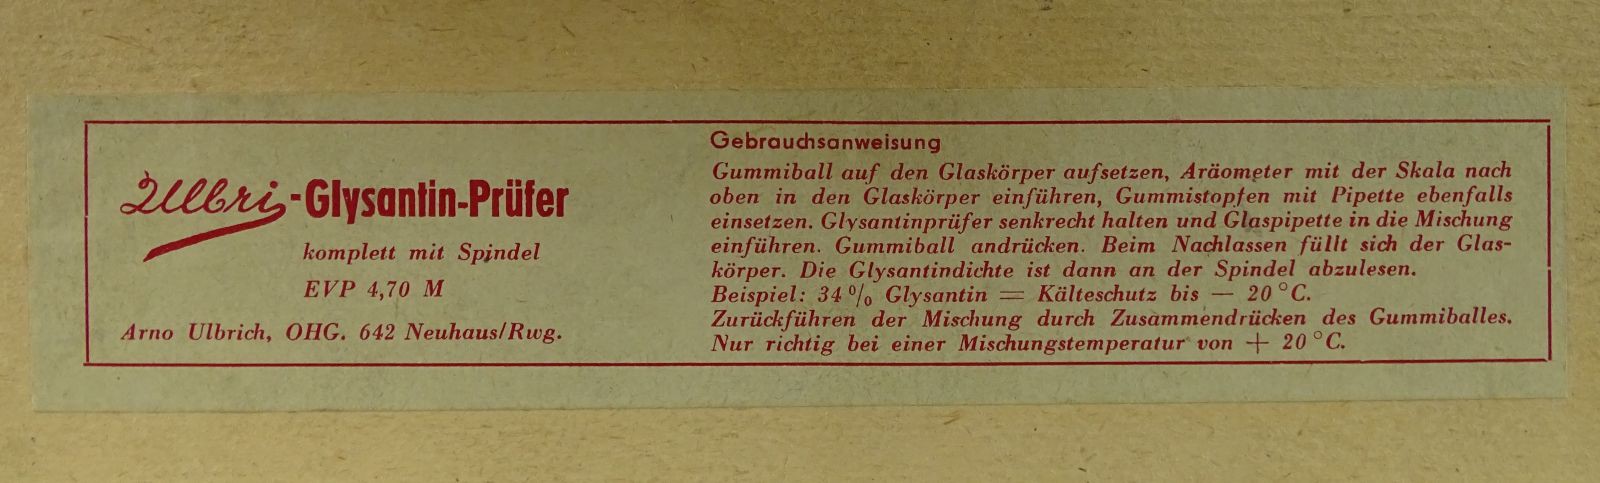 Ulbri-Glysantin-Prüfer
komplett mit Spindel
EVP 4,70 M
Arno Ulbrich, OHG. 642 Neuhaus/Rwg.
Gebrauchsanweisung
Gummiball auf den Glaskörper aufsetzen, Aräometer mit der Skala nach
oben in den Glaskörper einführen, Gummistopfen mit Pipette ebenfalls
einsetzen. Glysantinprüfer senkrecht halten und Glaspipette in die Mischung
einführen. Gummiball andrücken. Beim Nachlassen füllt sich der Glas-
körper. Die Glysantindichte ist dann an der Spindel abzulesen.
Beispiel: 34 % Glysantin = Kälteschutz bis — 20 °C.
Zurückführen der Mischung durch Zusammendrücken des Gummiballes.
Nur richtig bei einer Mischungstemperatur von + 20 °C.